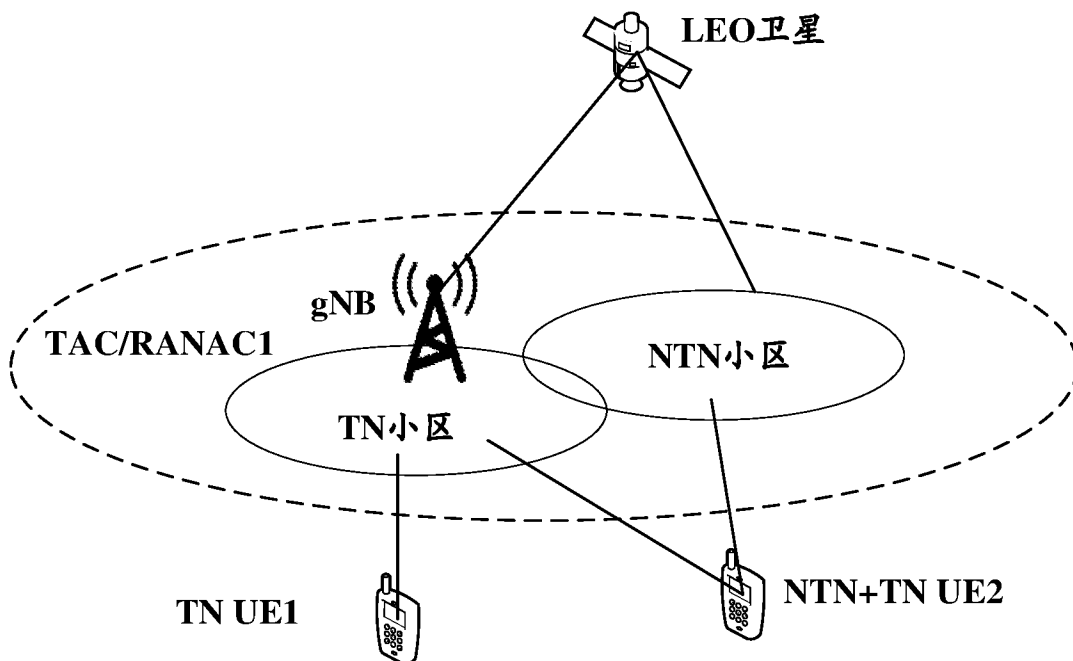 LEO卫星
gNB
TAC/RANAC1
NTN小区
TN小区
TN UE1
NTN+TN UE2